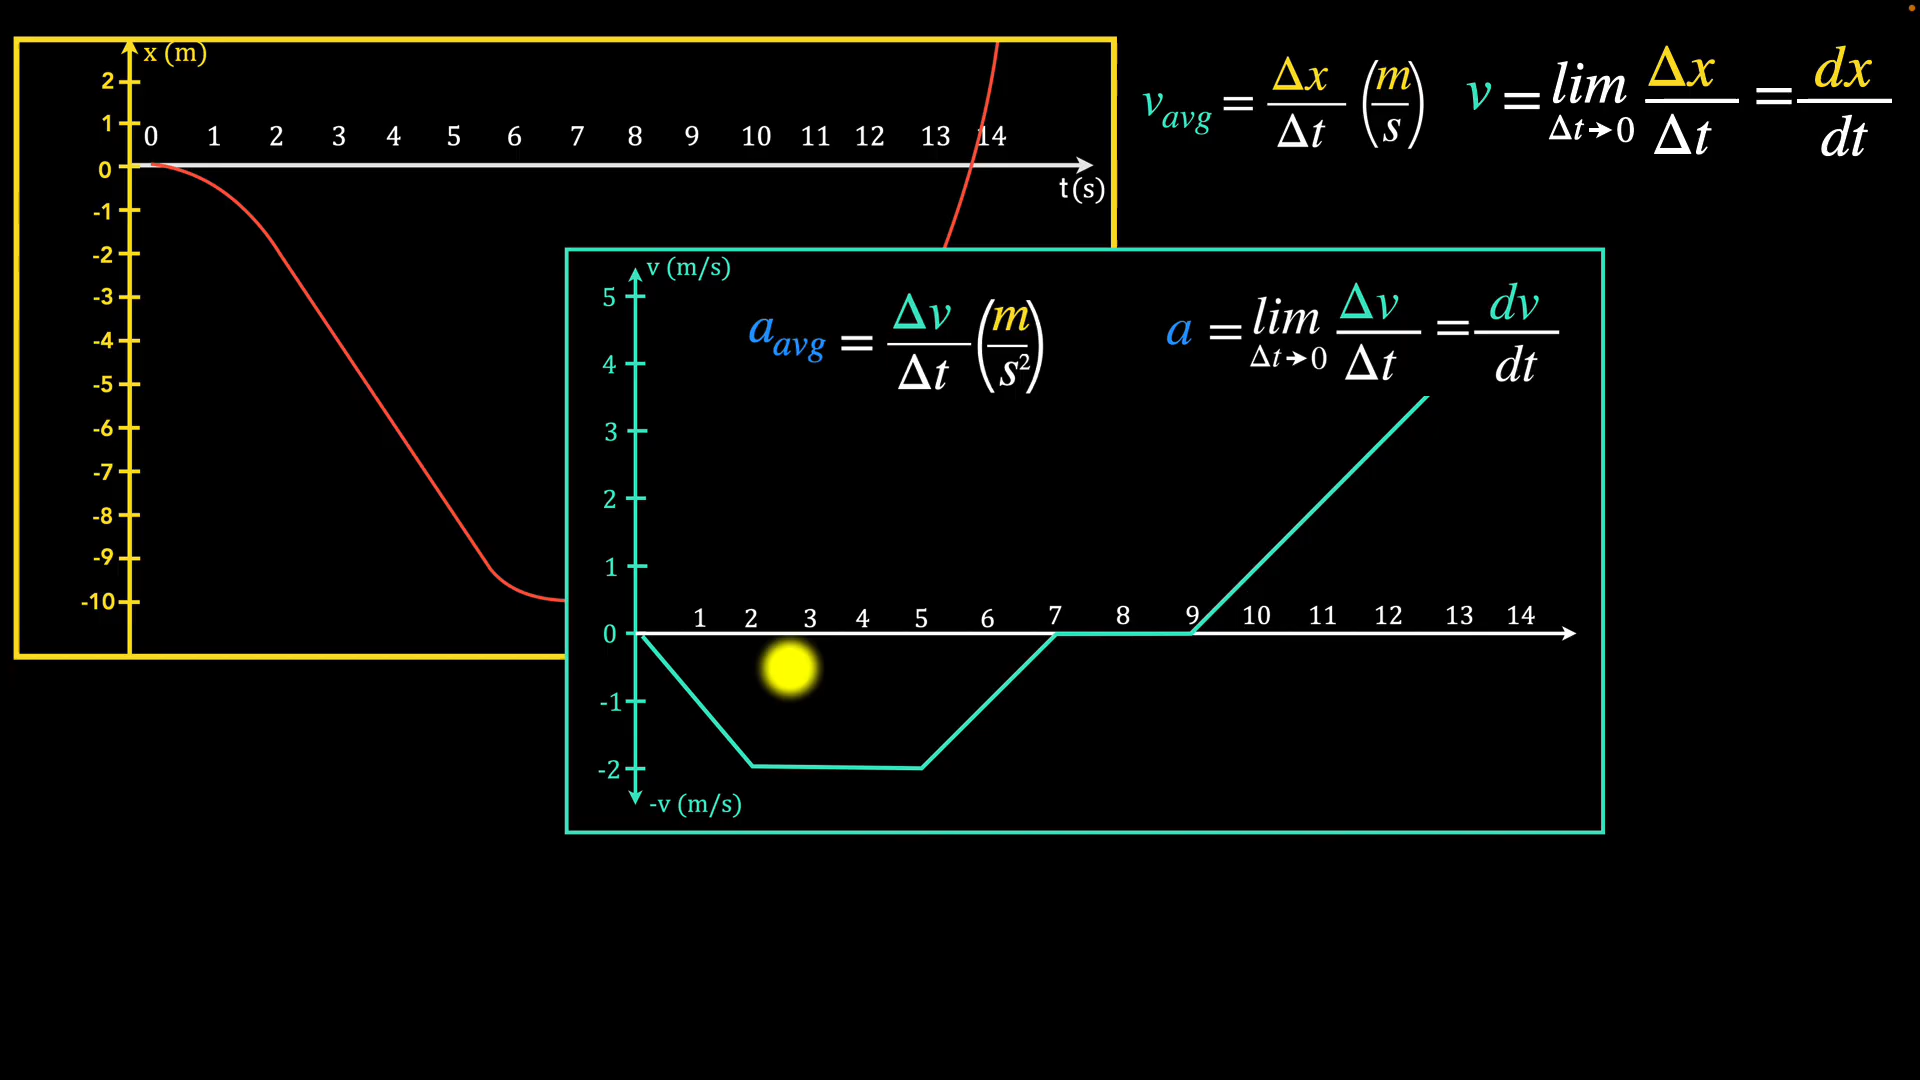 x (m)
2
1
0 1 2 3 4 5 6 7 8 9 10 11 12 13 14
0
t(s)
-1
-2
-3
-4
-5
-6
-7
-8
-9
-10
v_avg = Δx/Δt (m/s)
v = lim Δt→0 Δx/Δt = dx/dt
v (m/s)
5
4
3
2
1
1 2 3 4 5 6 7 8 9 10 11 12 13 14
0
-1
-2
-v (m/s)
a_avg = Δv/Δt (m/s²)
a = lim Δt→0 Δv/Δt = dv/dt